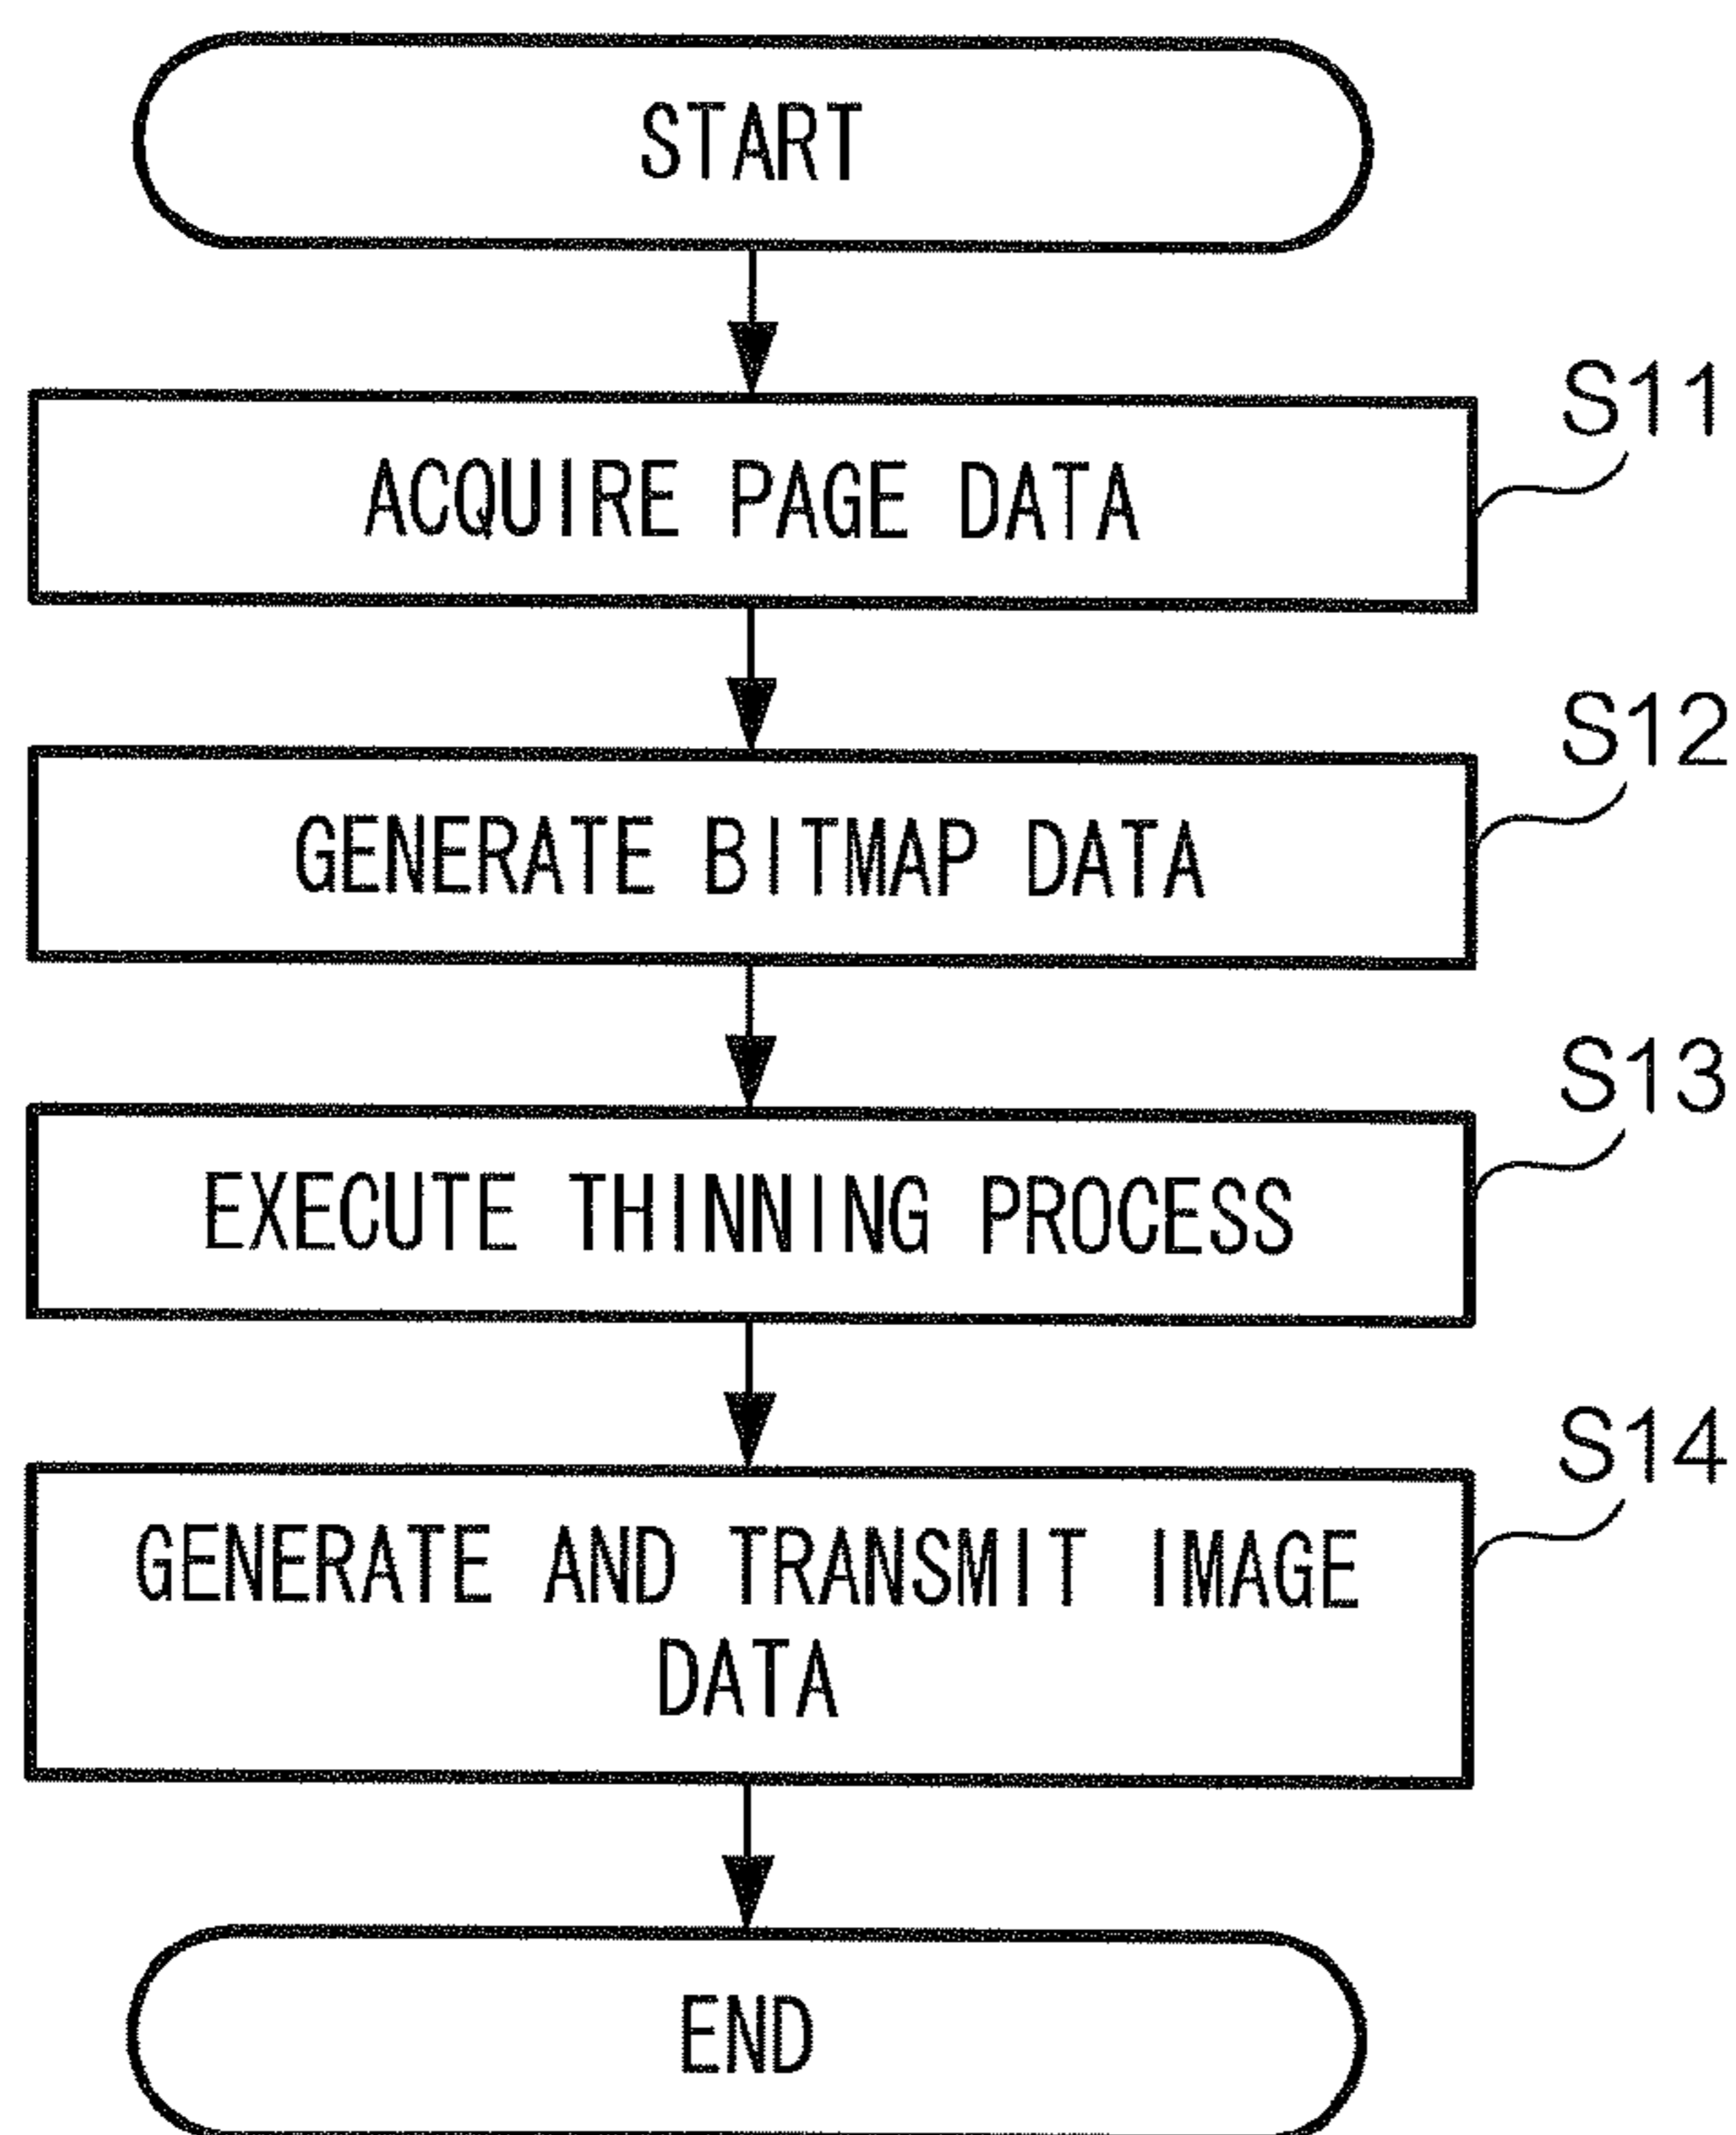 START
S11
ACQUIRE PAGE DATA
S12
GENERATE BITMAP DATA
S13
EXECUTE THINNING PROCESS
S14
GENERATE AND TRANSMIT IMAGE
DATA
END